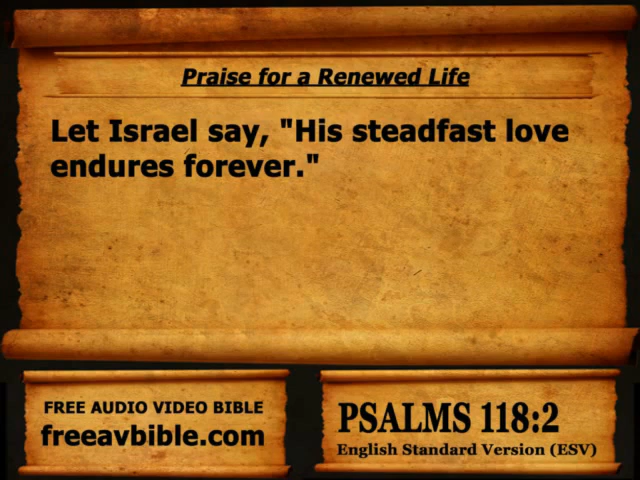 Praise for a Renewed Life
Let Israel say, "His steadfast love
endures forever."
FREE AUDIO VIDEO BIBLE
freeavbible.com
PSALMS 118:2
English Standard Version (ESV)